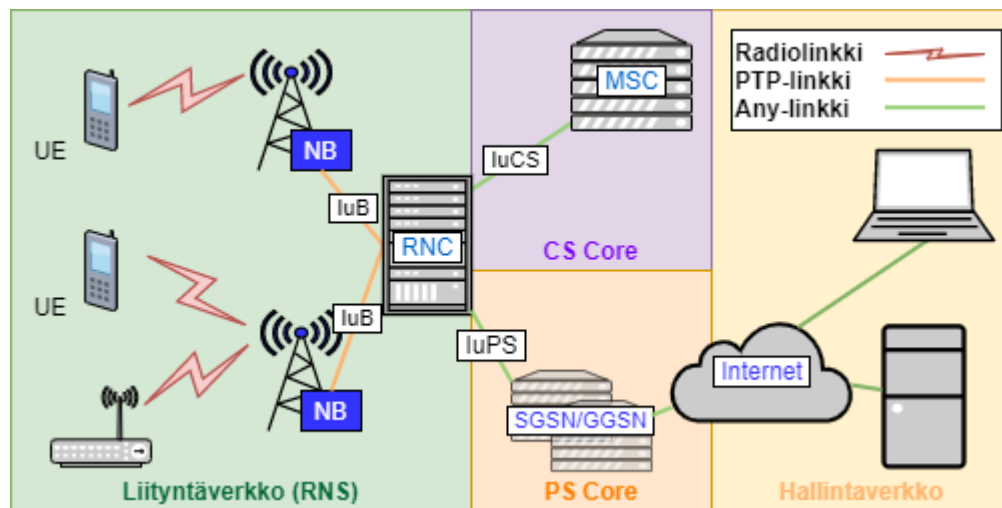 UE
NB
IuB
UE
IuB
NB
Liityntäverkko (RNS)
RNC
IuCS
MSC
CS Core
IuPS
SGSN/GGSN
PS Core
Radiolinkki
PTP-linkki
Any-linkki
Internet
Hallintaverkko